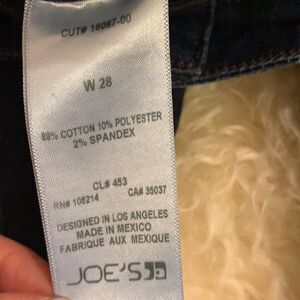 CUT# 16087-00
W 28
88% COTTON 10% POLYESTER
2% SPANDEX
CL# 453
RN# 108214 CA# 35037
DESIGNED IN LOS ANGELES
MADE IN MEXICO
FABRIQUE AUX MEXIQUE
JOE'S